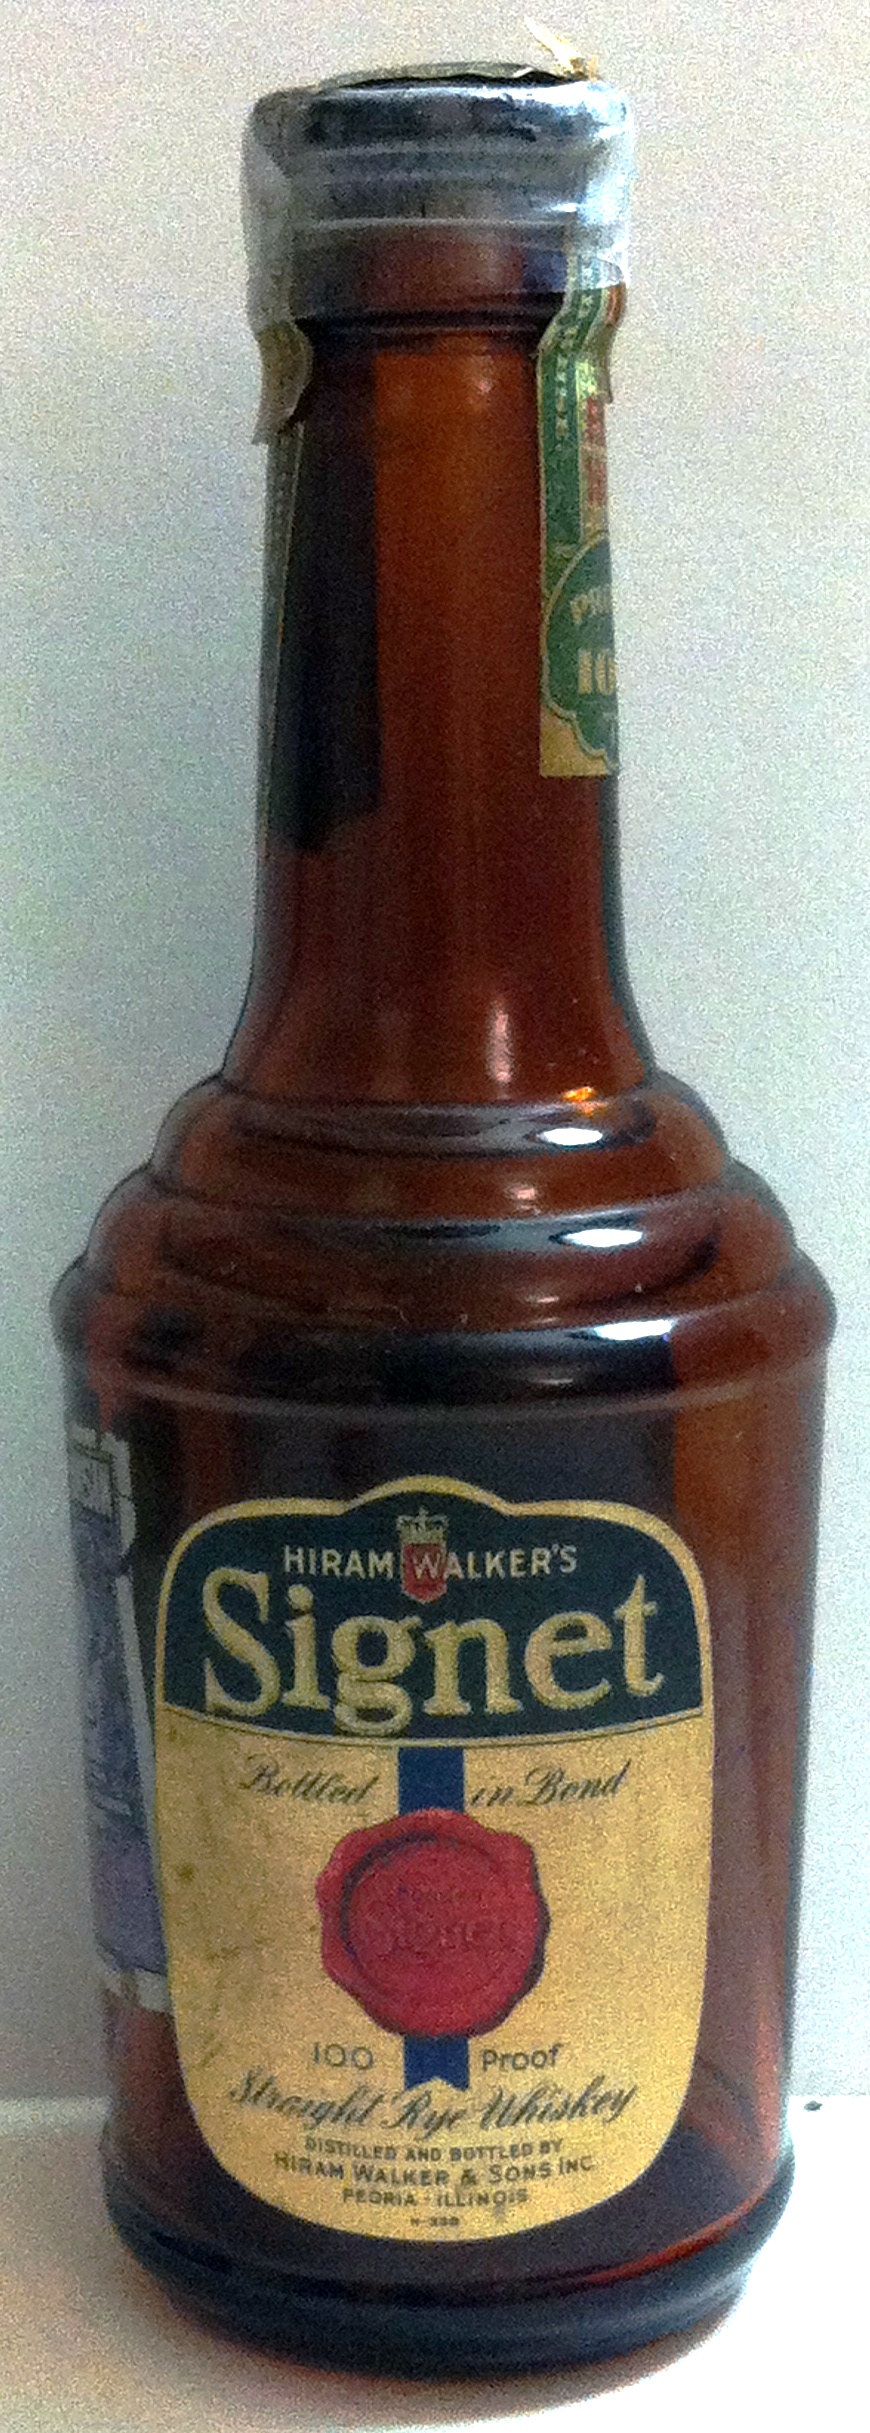 HIRAM WALKER'S
Signet
Bottled in Bond
100 Proof
Straight Rye Whiskey
DISTILLED AND BOTTLED BY
HIRAM WALKER & SONS INC.
PEORIA - ILLINOIS